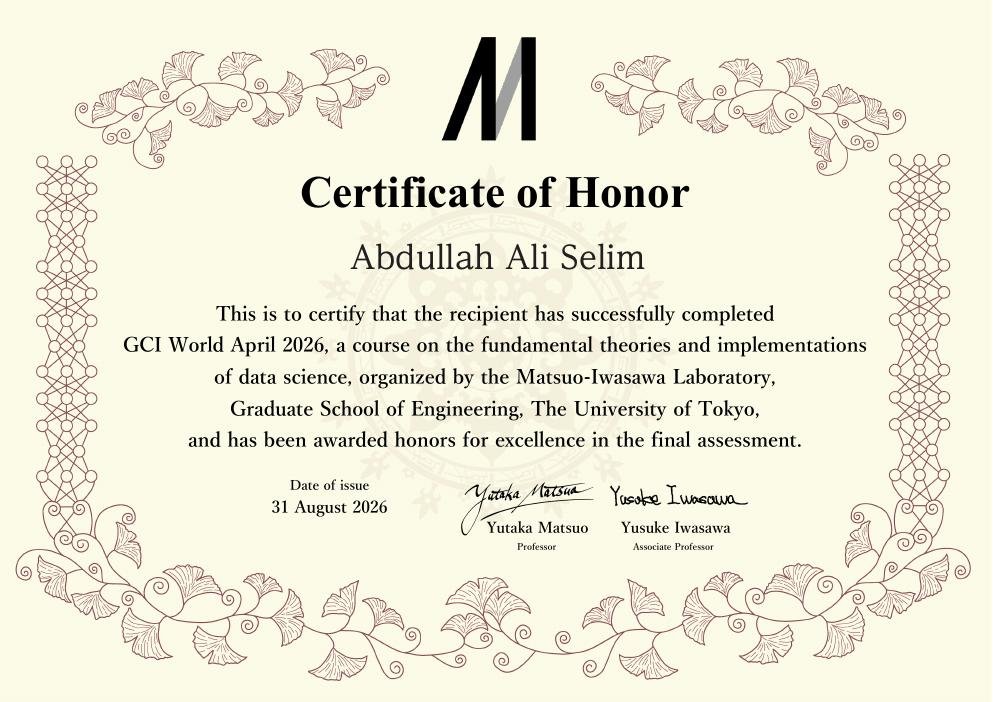 Certificate of Honor
Abdullah Ali Selim
This is to certify that the recipient has successfully completed
GCI World April 2026, a course on the fundamental theories and implementations
of data science, organized by the Matsuo-Iwasawa Laboratory,
Graduate School of Engineering, The University of Tokyo,
and has been awarded honors for excellence in the final assessment.
Date of issue
31 August 2026
Yutaka Matsuo Yusuke Iwasawa
Yutaka Matsuo Yusuke Iwasawa
Professor Associate Professor